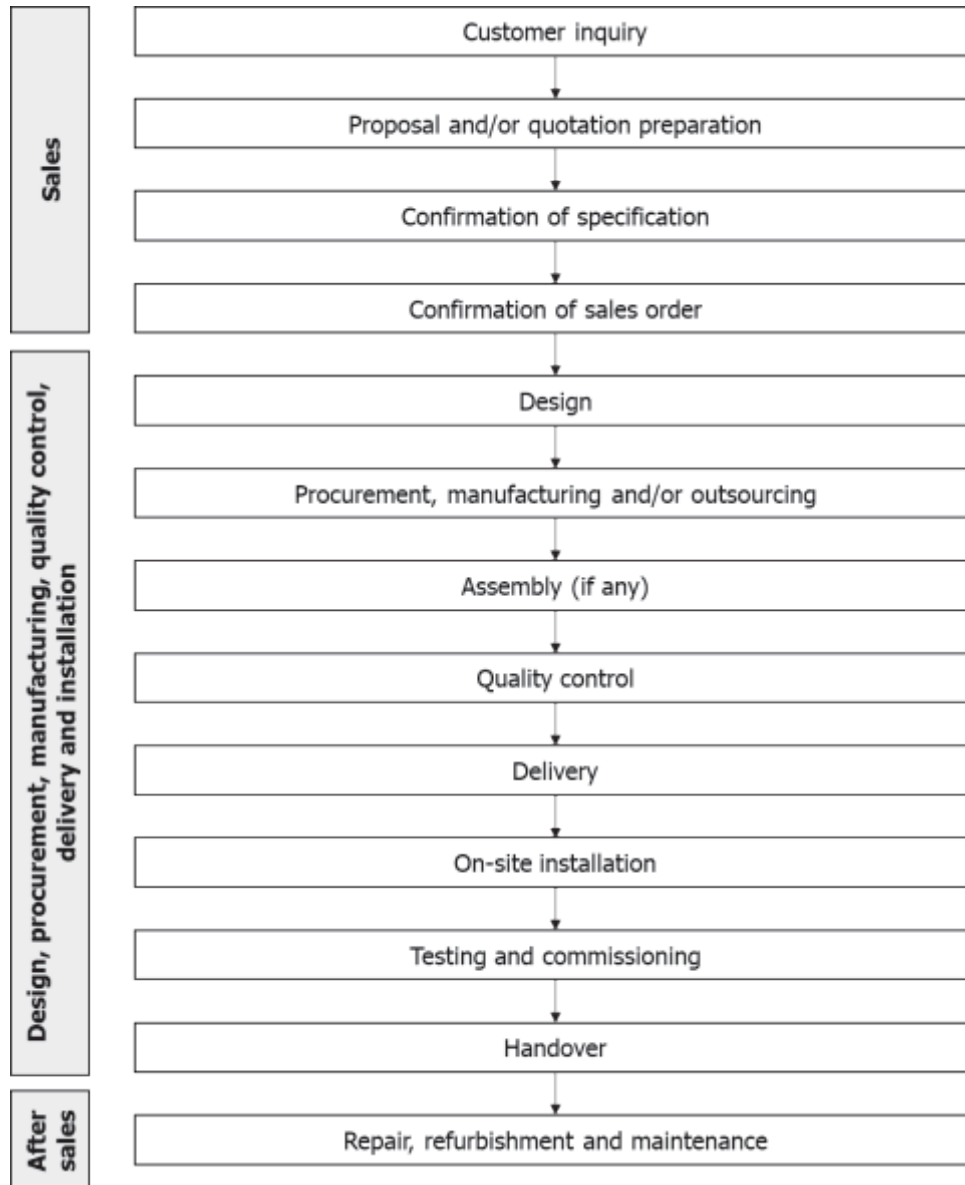 Sales
Customer inquiry
Proposal and/or quotation preparation
Confirmation of specification
Confirmation of sales order
Design, procurement, manufacturing, quality control,
delivery and installation
Design
Procurement, manufacturing and/or outsourcing
Assembly (if any)
Quality control
Delivery
On-site installation
Testing and commissioning
Handover
After
sales
Repair, refurbishment and maintenance